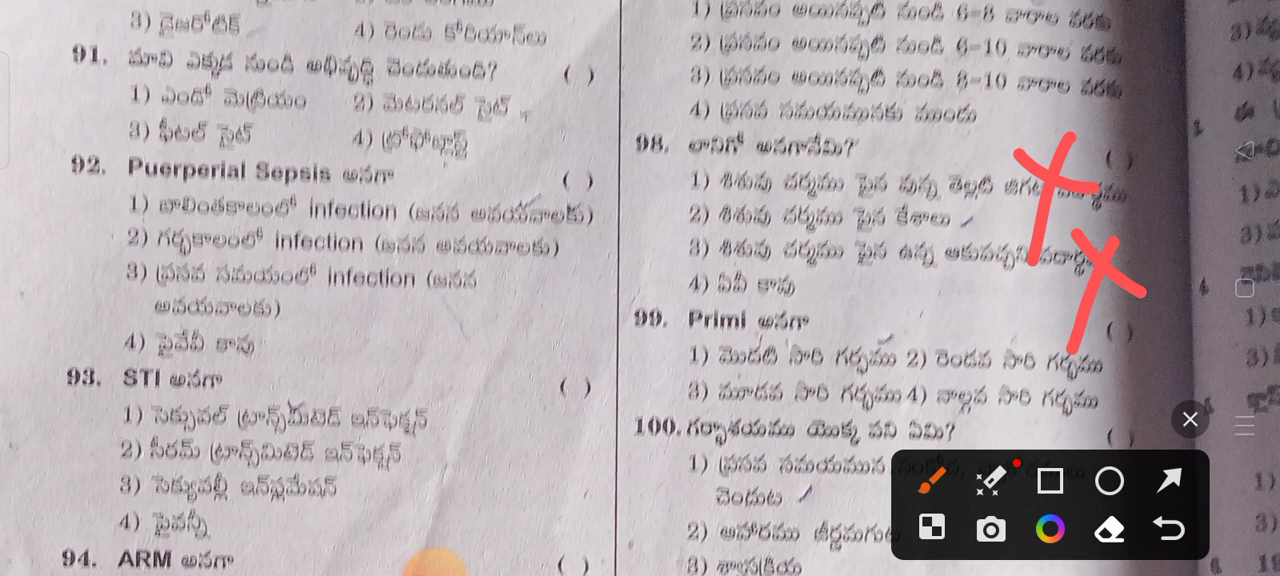 3) డైజైగోటిక్
4) రెండు కోరియాన్‌లు
91. మావి ఎక్కడ నుండి అభివృద్ధి చెందుతుంది? ( )
1) ఎండో మెట్రియం 2) మెటరనల్ సైట్
3) ఫీటల్ సైట్ 4) ట్రోఫోబ్లాస్ట్
92. Puerperial Sepsis అనగా ( )
1) బాలింతకాలంలో infection (జనన అవయవాలకు)
2) గర్భకాలంలో infection (జనన అవయవాలకు)
3) ప్రసవ సమయంలో infection (జనన
అవయవాలకు)
4) పైవేవీ కావు
93. STI అనగా ( )
1) సెక్సువల్ ట్రాన్స్‌మిటెడ్ ఇన్‌ఫెక్షన్
2) సీరమ్ ట్రాన్స్‌మిటెడ్ ఇన్‌ఫెక్షన్
3) సెక్యువల్లీ ఇన్‌ఫ్లమేషన్
4) పైవన్నీ
94. ARM అనగా ( )
1) ప్రసవం అయినప్పటి నుండి 6-8 వారాల వరకు
2) ప్రసవం అయినప్పటి నుండి 6-10 వారాల వరకు
3) ప్రసవం అయినప్పటి నుండి 8-10 వారాల వరకు
4) ప్రసవ సమయమునకు ముందు
98. లానిగో అనగానేమి? ( )
1) శిశువు చర్మము పైన వున్న తెల్లటి
2) శిశువు చర్మము పైన కేశాలు
3) శిశువు చర్మము పైన ఉన్న ఆకుపచ్చని పదార్థం
4) ఏవీ కావు
99. Primi అనగా ( )
1) మొదటి సారి గర్భము 2) రెండవ సారి గర్భము
3) మూడవ సారి గర్భము 4) నాల్గవ సారి గర్భము
100. గర్భాశయము యొక్క పని ఏమి? ( )
1) ప్రసవ సమయమున
చెందుట
2) ఆహారము జీర్ణమగుట
3) శ్వాసక్రియ